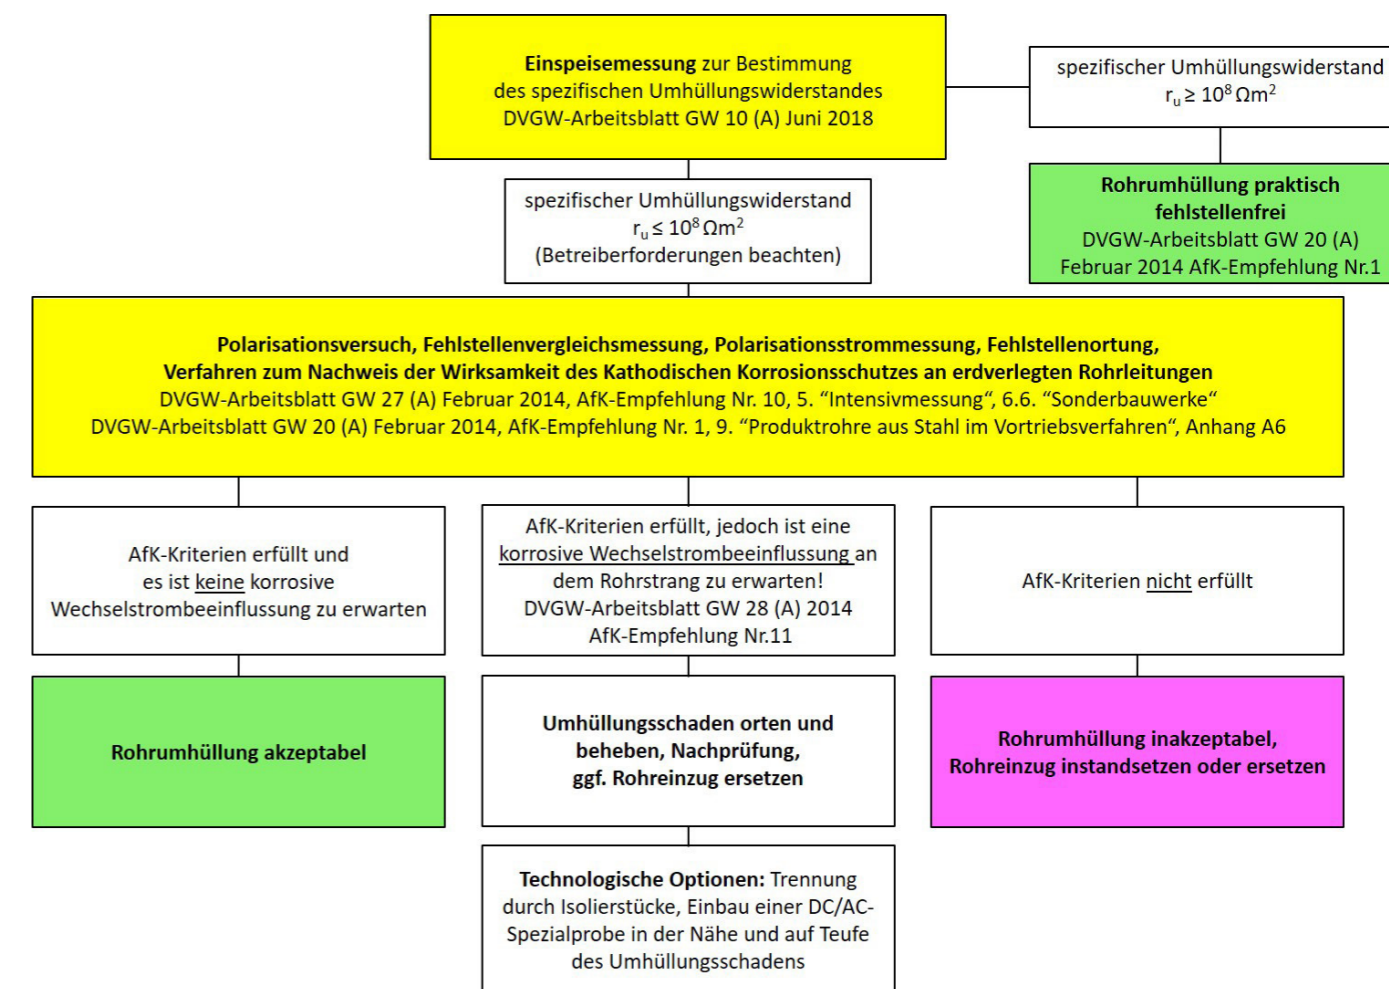 Einspeisemessung zur Bestimmung
des spezifischen Umhüllungswiderstandes
DVGW-Arbeitsblatt GW 10 (A) Juni 2018
spezifischer Umhüllungswiderstand
rᵤ ≥ 10⁸ Ωm²
Rohrumhüllung praktisch
fehlstellenfrei
DVGW-Arbeitsblatt GW 20 (A)
Februar 2014 AfK-Empfehlung Nr.1
spezifischer Umhüllungswiderstand
rᵤ ≤ 10⁸ Ωm²
(Betreiberforderungen beachten)
Polarisationsversuch, Fehlstellenvergleichsmessung, Polarisationsstrommessung, Fehlstellenortung,
Verfahren zum Nachweis der Wirksamkeit des Kathodischen Korrosionsschutzes an erdverlegten Rohrleitungen
DVGW-Arbeitsblatt GW 27 (A) Februar 2014, AfK-Empfehlung Nr. 10, 5. “Intensivmessung“, 6.6. “Sonderbauwerke“
DVGW-Arbeitsblatt GW 20 (A) Februar 2014, AfK-Empfehlung Nr. 1, 9. “Produktrohre aus Stahl im Vortriebsverfahren“, Anhang A6
AfK-Kriterien erfüllt und
es ist keine korrosive
Wechselstrombeeinflussung zu erwarten
Rohrumhüllung akzeptabel
AfK-Kriterien erfüllt, jedoch ist eine
korrosive Wechselstrombeeinflussung an
dem Rohrstrang zu erwarten!
DVGW-Arbeitsblatt GW 28 (A) 2014
AfK-Empfehlung Nr.11
Umhüllungsschaden orten und
beheben, Nachprüfung,
ggf. Rohreinzug ersetzen
Technologische Optionen: Trennung
durch Isolierstücke, Einbau einer DC/AC-
Spezialprobe in der Nähe und auf Teufe
des Umhüllungsschadens
AfK-Kriterien nicht erfüllt
Rohrumhüllung inakzeptabel,
Rohreinzug instandsetzen oder ersetzen